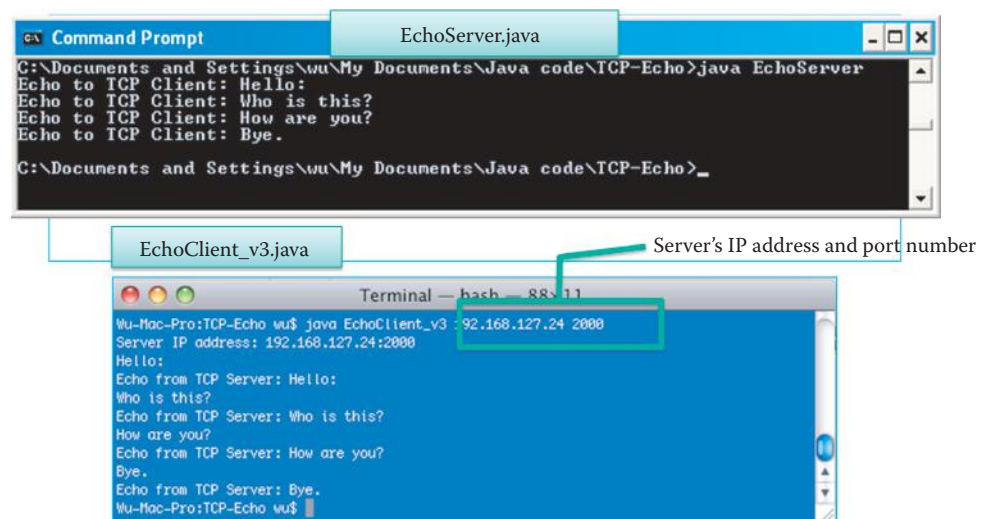 Command Prompt
EchoServer.java
C:\Documents and Settings\wu\My Documents\Java code\TCP-Echo>java EchoServer
Echo to TCP Client: Hello:
Echo to TCP Client: Who is this?
Echo to TCP Client: How are you?
Echo to TCP Client: Bye.
C:\Documents and Settings\wu\My Documents\Java code\TCP-Echo>_
EchoClient_v3.java
Server's IP address and port number
Terminal — bash — 88×11
Wu-Mac-Pro:TCP-Echo wu$ java EchoClient_v3 192.168.127.24 2000
Server IP address: 192.168.127.24:2000
Hello:
Echo from TCP Server: Hello:
Who is this?
Echo from TCP Server: Who is this?
How are you?
Echo from TCP Server: How are you?
Bye.
Echo from TCP Server: Bye.
Wu-Mac-Pro:TCP-Echo wu$